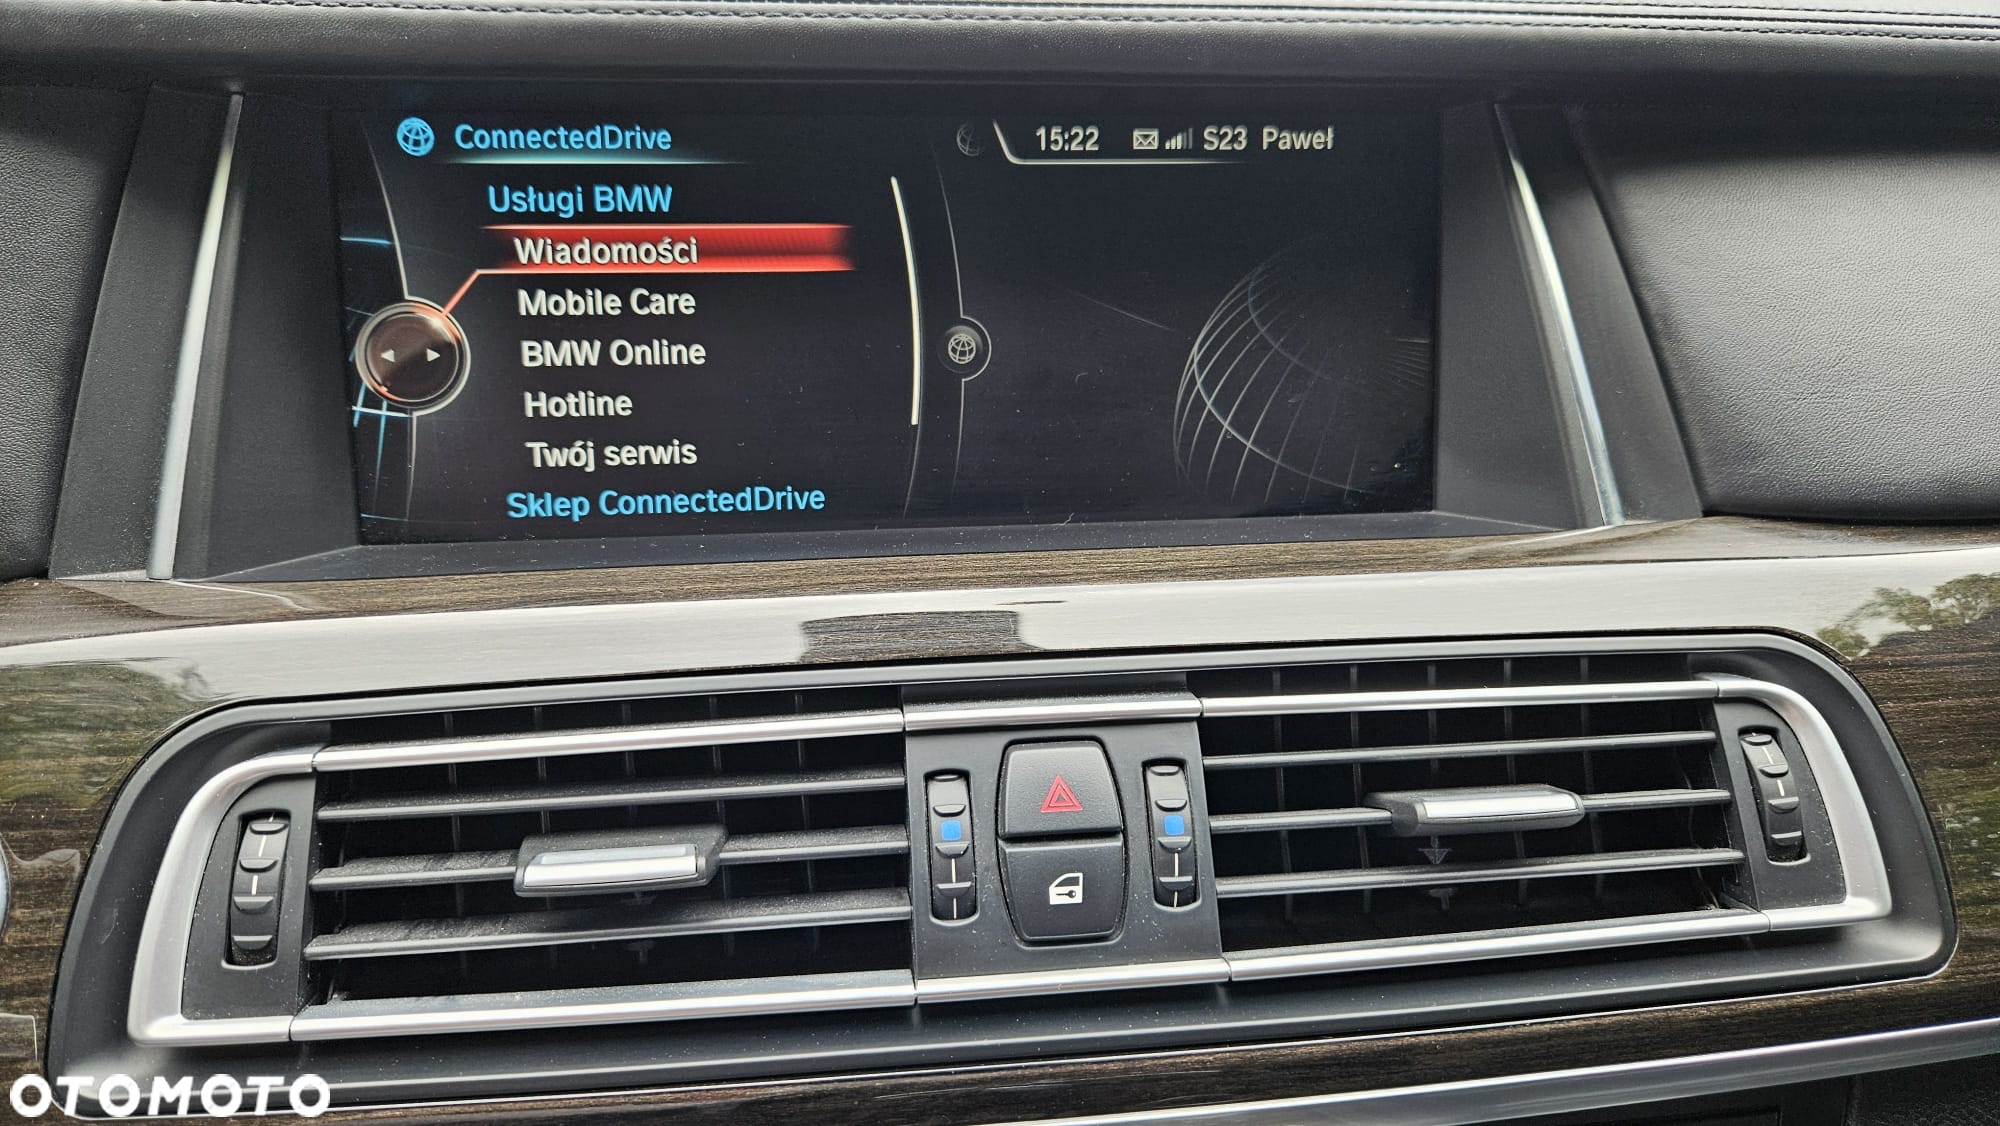 ConnectedDrive
15:22 S23 Paweł
Usługi BMW
Wiadomości
Mobile Care
BMW Online
Hotline
Twój serwis
Sklep ConnectedDrive
OTOMOTO